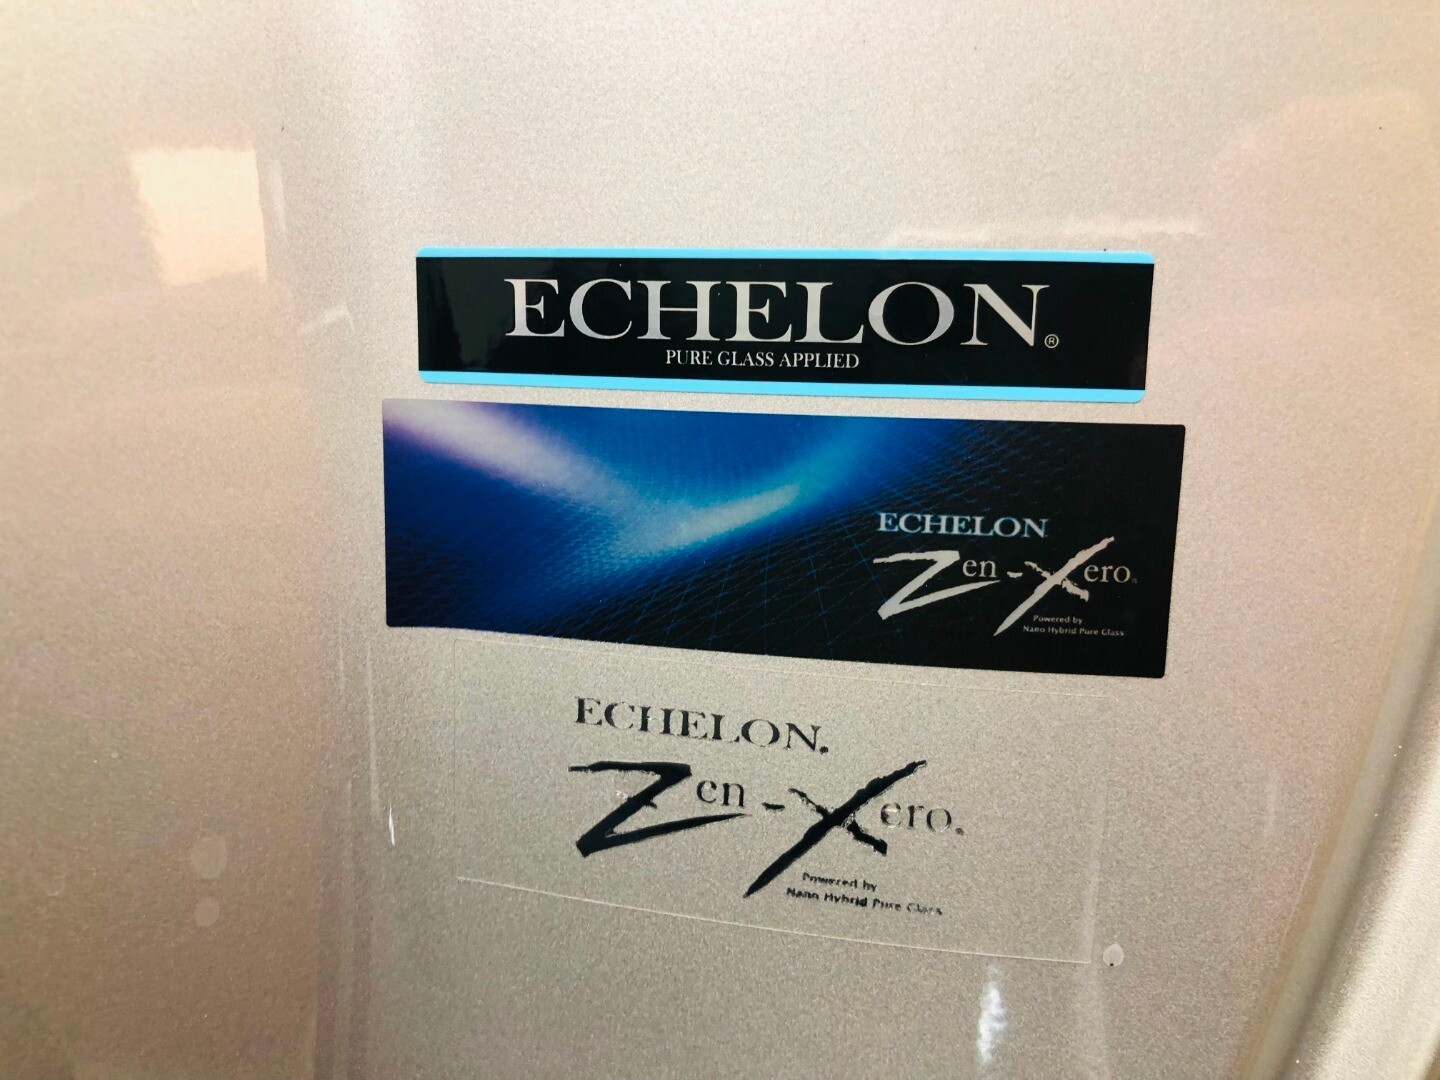 ECHELON®
PURE GLASS APPLIED
ECHELON
Zen-Xero®
Powered by
Nano Hybrid Pure Glass
ECHELON®
Zen-Xero®
Powered by
Nano Hybrid Pure Glass